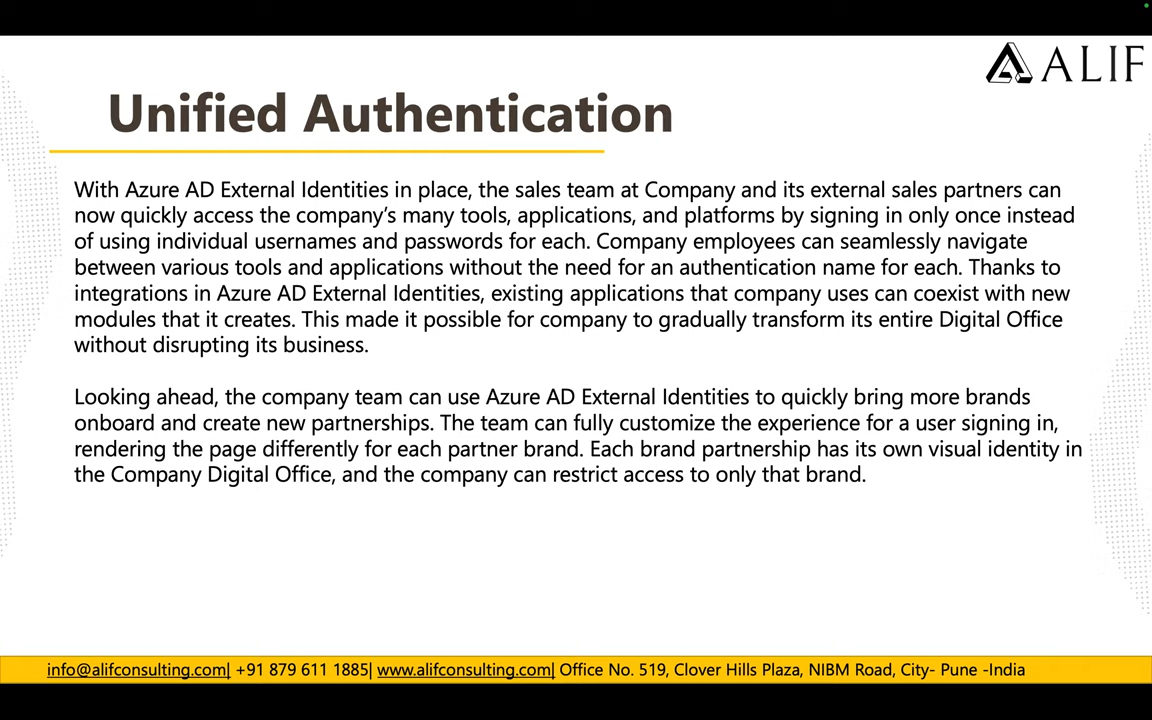 ALIF
Unified Authentication
With Azure AD External Identities in place, the sales team at Company and its external sales partners can
now quickly access the company’s many tools, applications, and platforms by signing in only once instead
of using individual usernames and passwords for each. Company employees can seamlessly navigate
between various tools and applications without the need for an authentication name for each. Thanks to
integrations in Azure AD External Identities, existing applications that company uses can coexist with new
modules that it creates. This made it possible for company to gradually transform its entire Digital Office
without disrupting its business.
Looking ahead, the company team can use Azure AD External Identities to quickly bring more brands
onboard and create new partnerships. The team can fully customize the experience for a user signing in,
rendering the page differently for each partner brand. Each brand partnership has its own visual identity in
the Company Digital Office, and the company can restrict access to only that brand.
info@alifconsulting.com| +91 879 611 1885| www.alifconsulting.com| Office No. 519, Clover Hills Plaza, NIBM Road, City- Pune -India